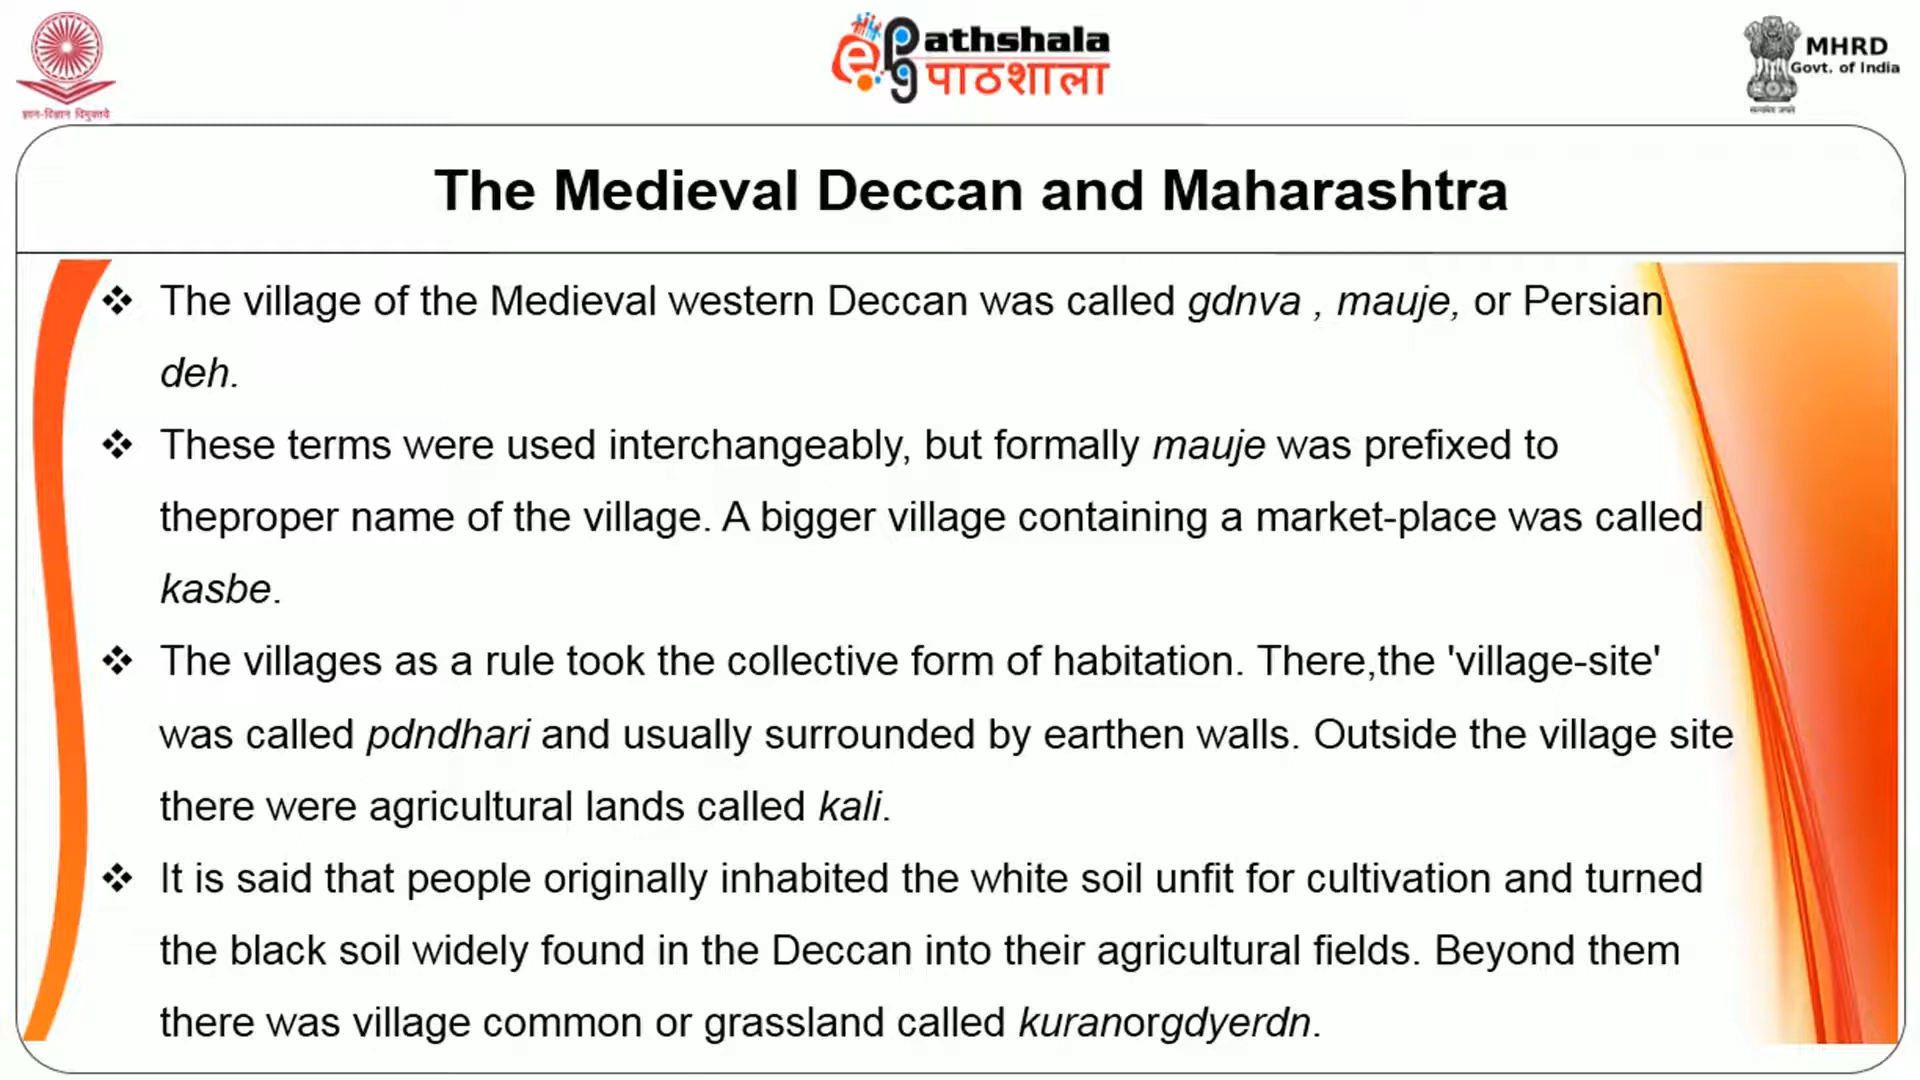 ज्ञान-विज्ञान विमुक्तये
ePathshala
पाठशाला
MHRD
Govt. of India
सत्यमेव जयते
The Medieval Deccan and Maharashtra
❖ The village of the Medieval western Deccan was called gdnva , mauje, or Persian
deh.
❖ These terms were used interchangeably, but formally mauje was prefixed to
theproper name of the village. A bigger village containing a market-place was called
kasbe.
❖ The villages as a rule took the collective form of habitation. There,the 'village-site'
was called pdndhari and usually surrounded by earthen walls. Outside the village site
there were agricultural lands called kali.
❖ It is said that people originally inhabited the white soil unfit for cultivation and turned
the black soil widely found in the Deccan into their agricultural fields. Beyond them
there was village common or grassland called kuranorgdyerdn.